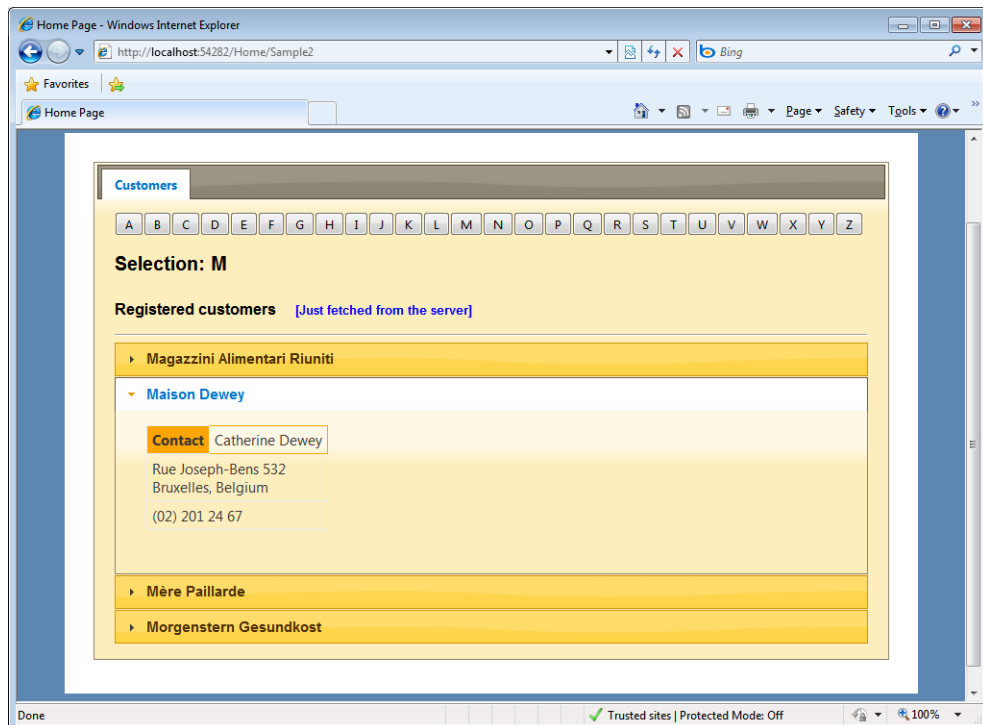 Home Page - Windows Internet Explorer
http://localhost:54282/Home/Sample2
Bing
Favorites
Home Page
Page Safety Tools
Customers
A B C D E F G H I J K L M N O P Q R S T U V W X Y Z
Selection: M
Registered customers [Just fetched from the server]
Magazzini Alimentari Riuniti
Maison Dewey
Contact Catherine Dewey
Rue Joseph-Bens 532
Bruxelles, Belgium
(02) 201 24 67
Mère Paillarde
Morgenstern Gesundkost
Done
Trusted sites | Protected Mode: Off
100%